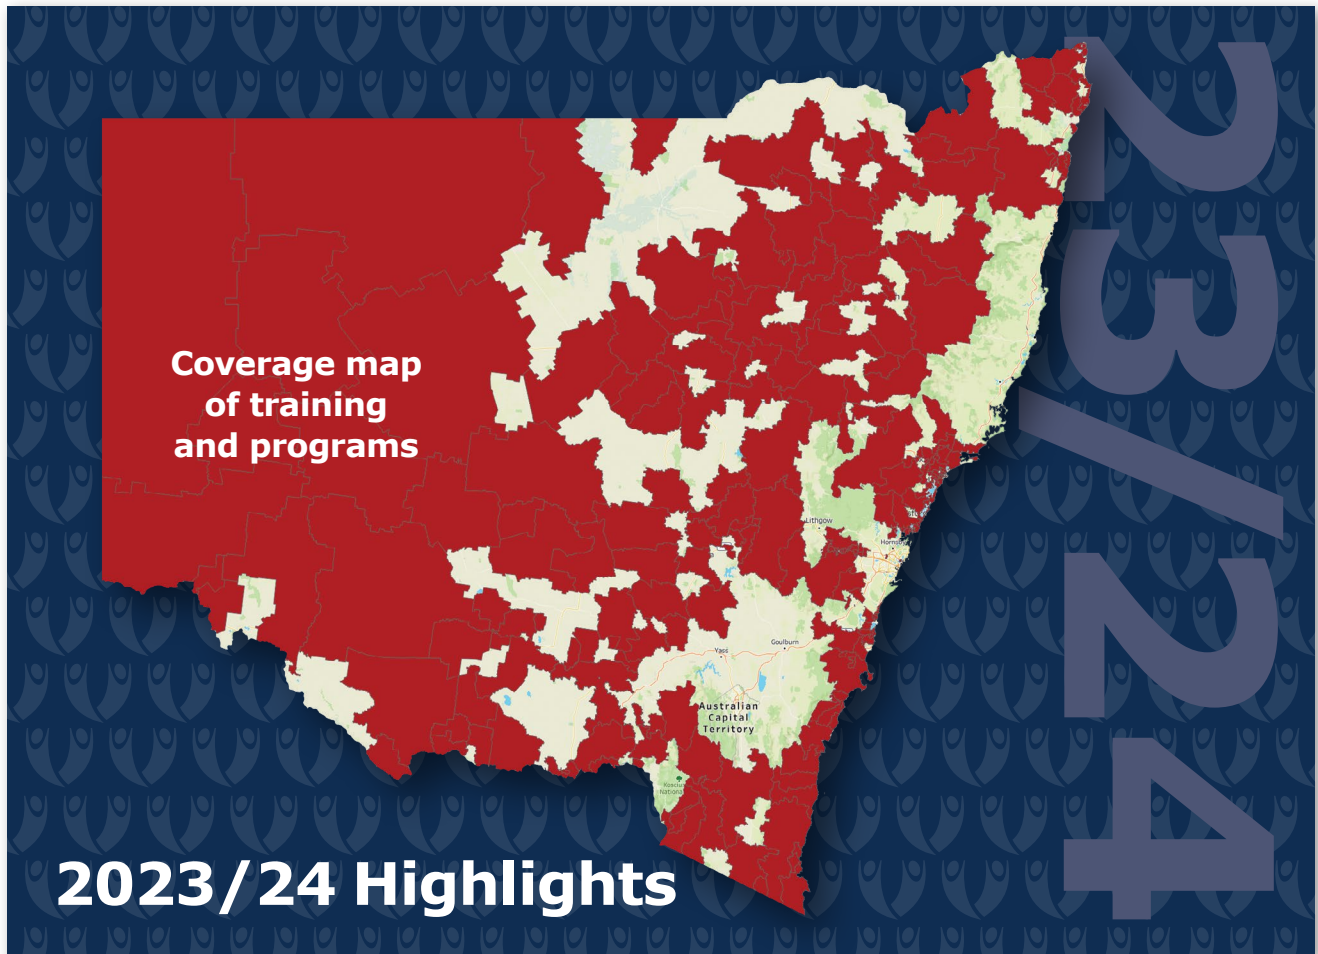 23/24
Coverage map
of training
and programs
Lithgow
Hornsby
Goulburn
Yass
Australian
Capital
Territory
2023/24 Highlights